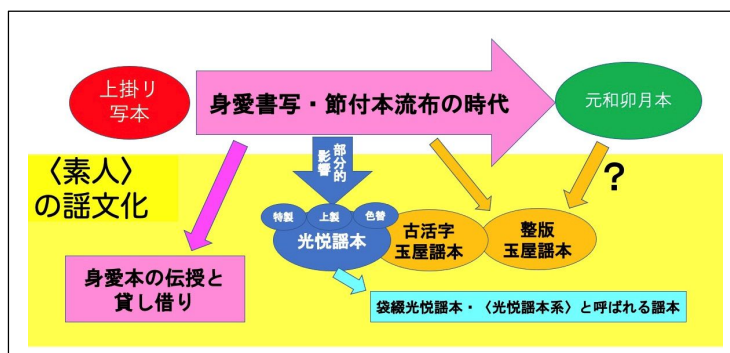 上掛リ
写本
身愛書写・節付本流布の時代
元和卯月本
部分的
影響
〈素人〉
の謡文化
？
特製
上製
色替
光悦謡本
古活字
玉屋謡本
整版
玉屋謡本
身愛本の伝授と
貸し借り
袋綴光悦謡本・〈光悦謡本系〉と呼ばれる謡本